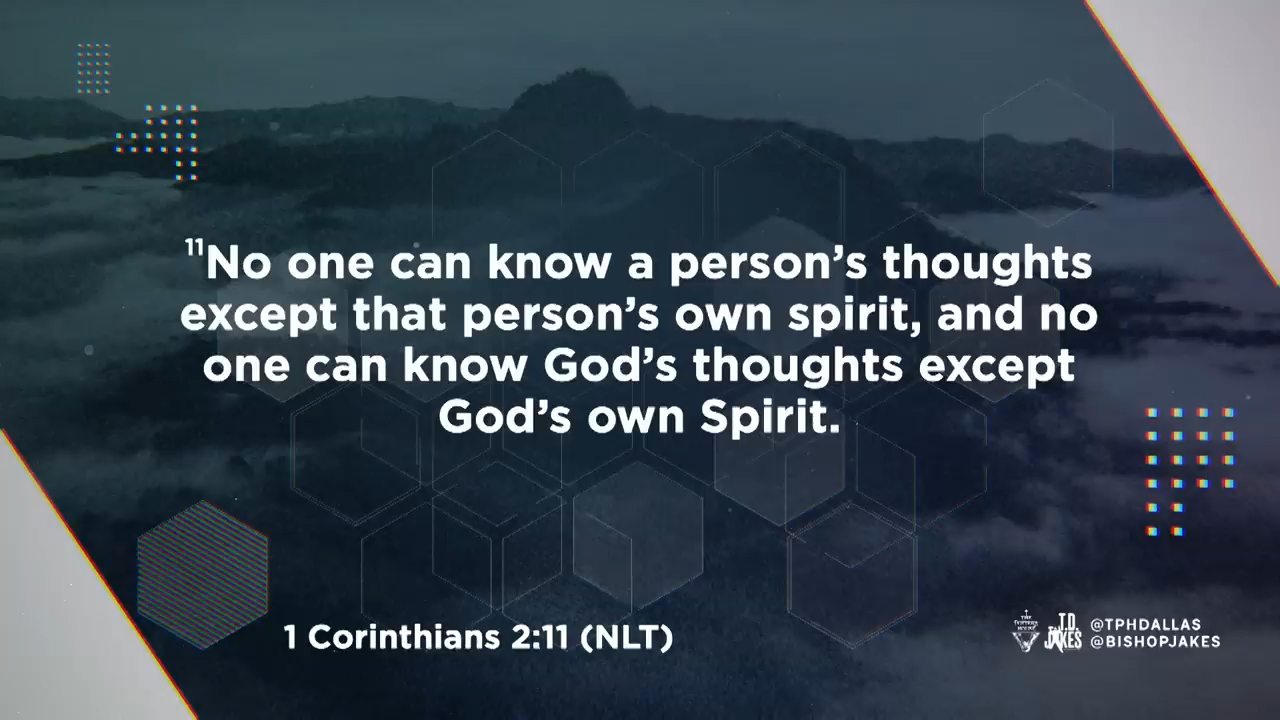 ¹¹No one can know a person’s thoughts
except that person’s own spirit, and no
one can know God’s thoughts except
God’s own Spirit.
1 Corinthians 2:11 (NLT)
T.D. JAKES
@TPHDALLAS
@BISHOPJAKES